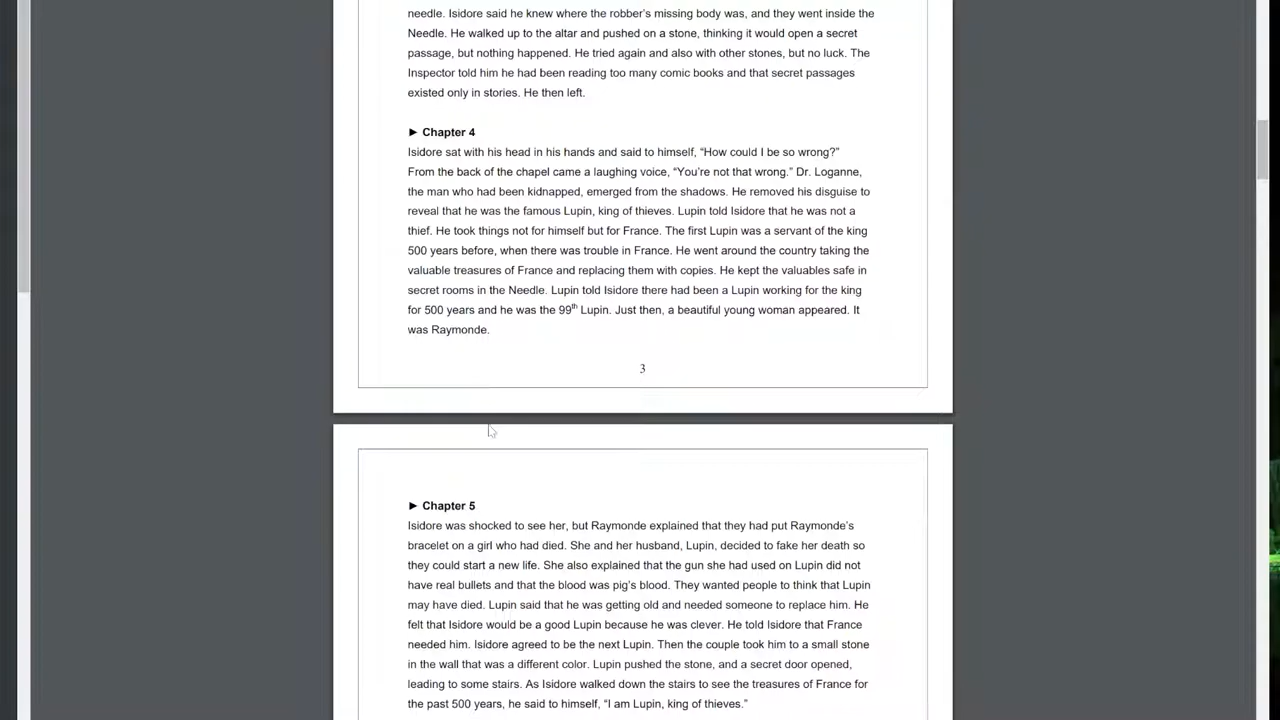 needle. Isidore said he knew where the robber's missing body was, and they went inside the
Needle. He walked up to the altar and pushed on a stone, thinking it would open a secret
passage, but nothing happened. He tried again and also with other stones, but no luck. The
Inspector told him he had been reading too many comic books and that secret passages
existed only in stories. He then left.
► Chapter 4
Isidore sat with his head in his hands and said to himself, “How could I be so wrong?”
From the back of the chapel came a laughing voice, “You’re not that wrong.” Dr. Loganne,
the man who had been kidnapped, emerged from the shadows. He removed his disguise to
reveal that he was the famous Lupin, king of thieves. Lupin told Isidore that he was not a
thief. He took things not for himself but for France. The first Lupin was a servant of the king
500 years before, when there was trouble in France. He went around the country taking the
valuable treasures of France and replacing them with copies. He kept the valuables safe in
secret rooms in the Needle. Lupin told Isidore there had been a Lupin working for the king
for 500 years and he was the 99th Lupin. Just then, a beautiful young woman appeared. It
was Raymonde.
3
► Chapter 5
Isidore was shocked to see her, but Raymonde explained that they had put Raymonde’s
bracelet on a girl who had died. She and her husband, Lupin, decided to fake her death so
they could start a new life. She also explained that the gun she had used on Lupin did not
have real bullets and that the blood was pig’s blood. They wanted people to think that Lupin
may have died. Lupin said that he was getting old and needed someone to replace him. He
felt that Isidore would be a good Lupin because he was clever. He told Isidore that France
needed him. Isidore agreed to be the next Lupin. Then the couple took him to a small stone
in the wall that was a different color. Lupin pushed the stone, and a secret door opened,
leading to some stairs. As Isidore walked down the stairs to see the treasures of France for
the past 500 years, he said to himself, “I am Lupin, king of thieves.”